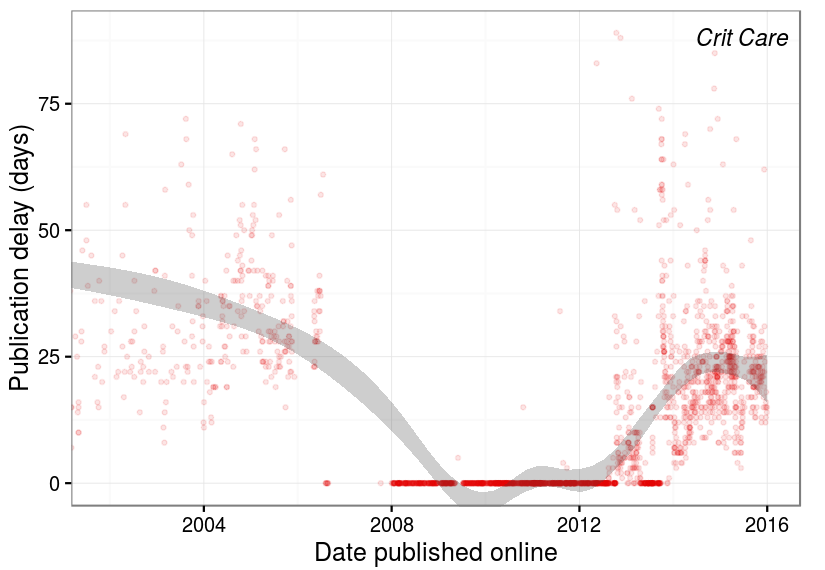 Crit Care
Publication delay (days)
75
50
25
0
2004 2008 2012 2016
Date published online